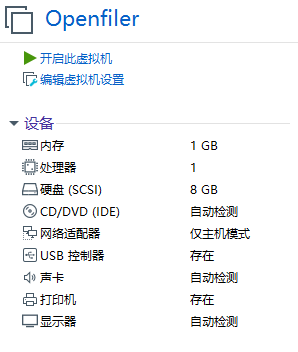 Openfiler
开启此虚拟机
编辑虚拟机设置
设备
内存 1 GB
处理器 1
硬盘 (SCSI) 8 GB
CD/DVD (IDE) 自动检测
网络适配器 仅主机模式
USB 控制器 存在
声卡 自动检测
打印机 存在
显示器 自动检测